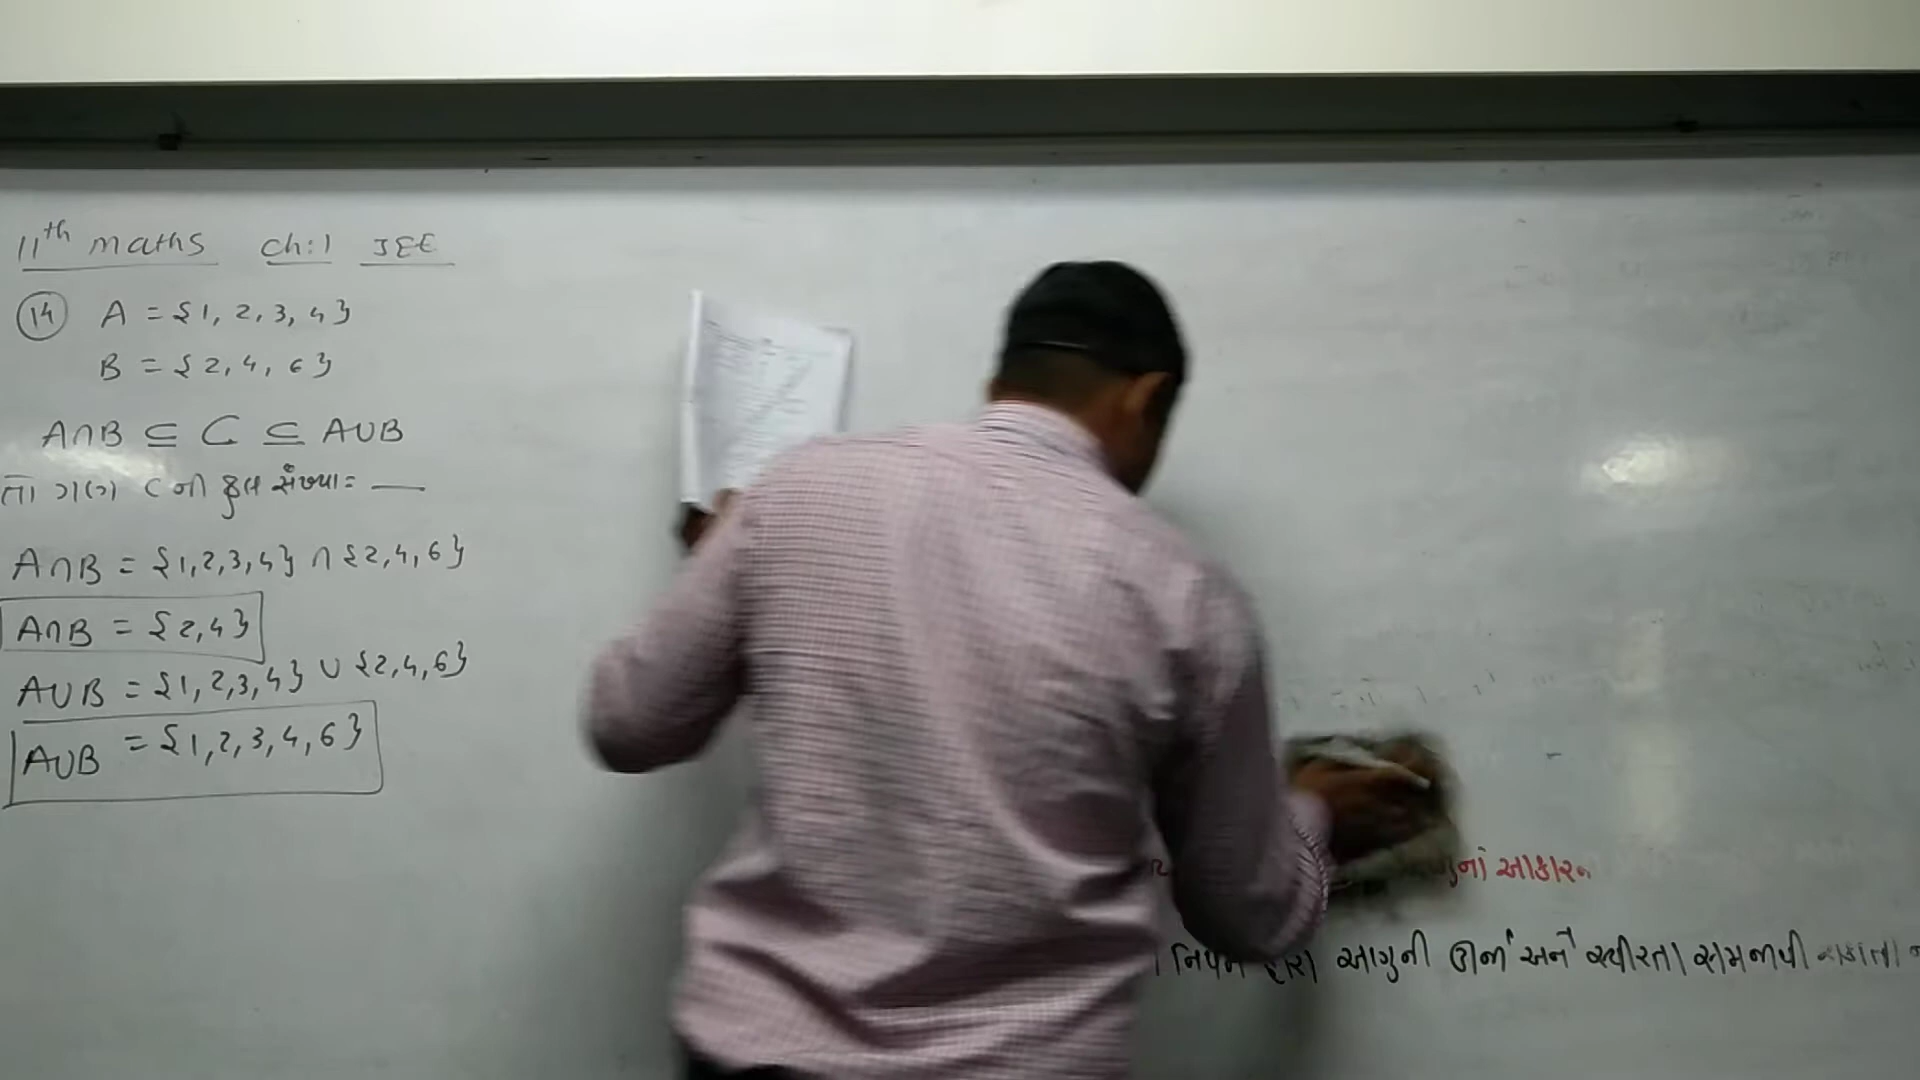 11th maths ch:1 JEE
(14) A = {1, 2, 3, 4}
B = {2, 4, 6}
A∩B ⊆ C ⊆ A∪B
તો ગણ C ની કુલ સંખ્યા = __
A∩B = {1,2,3,4} ∩ {2,4,6}
A∩B = {2,4}
A∪B = {1,2,3,4} ∪ {2,4,6}
A∪B = {1,2,3,4,6}
આકાર
આણુની ઊર્જા અને સ્થીરતા સમજાવી